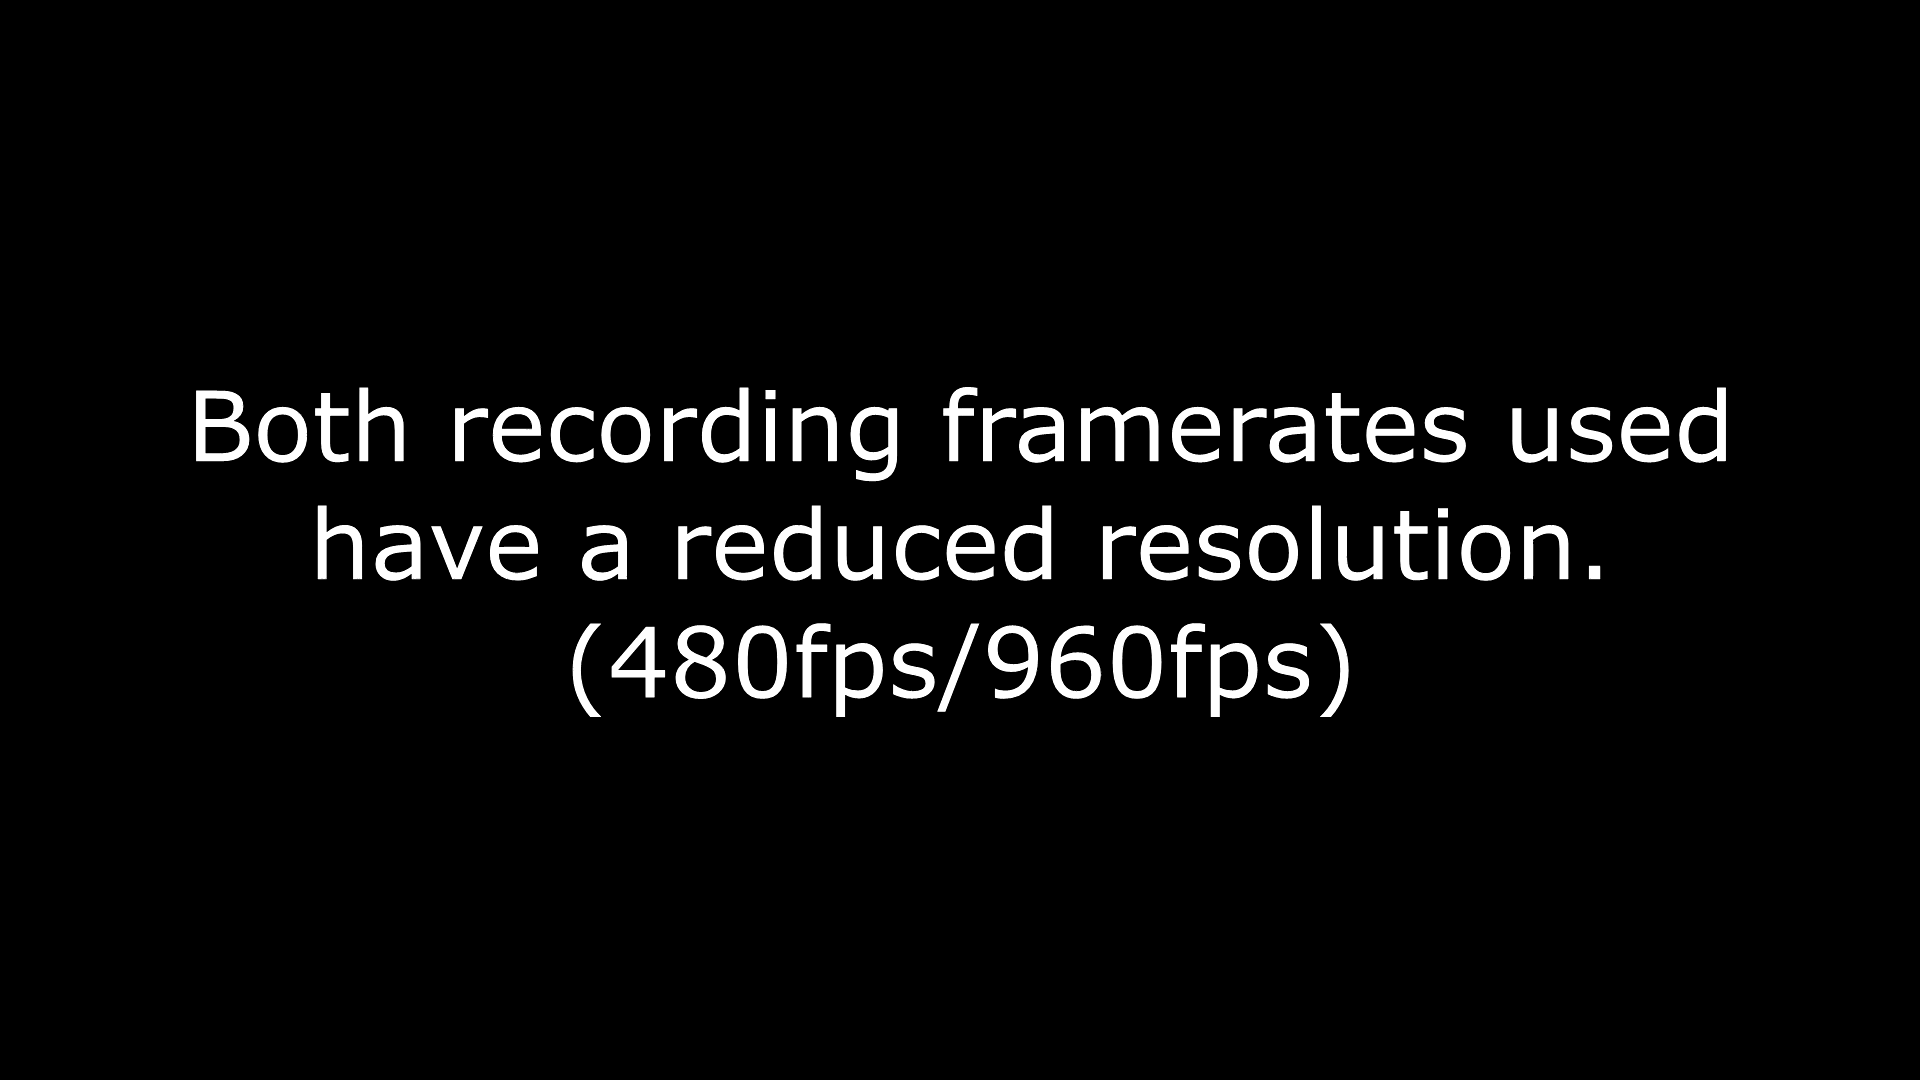 Both recording framerates used
have a reduced resolution.
(480fps/960fps)